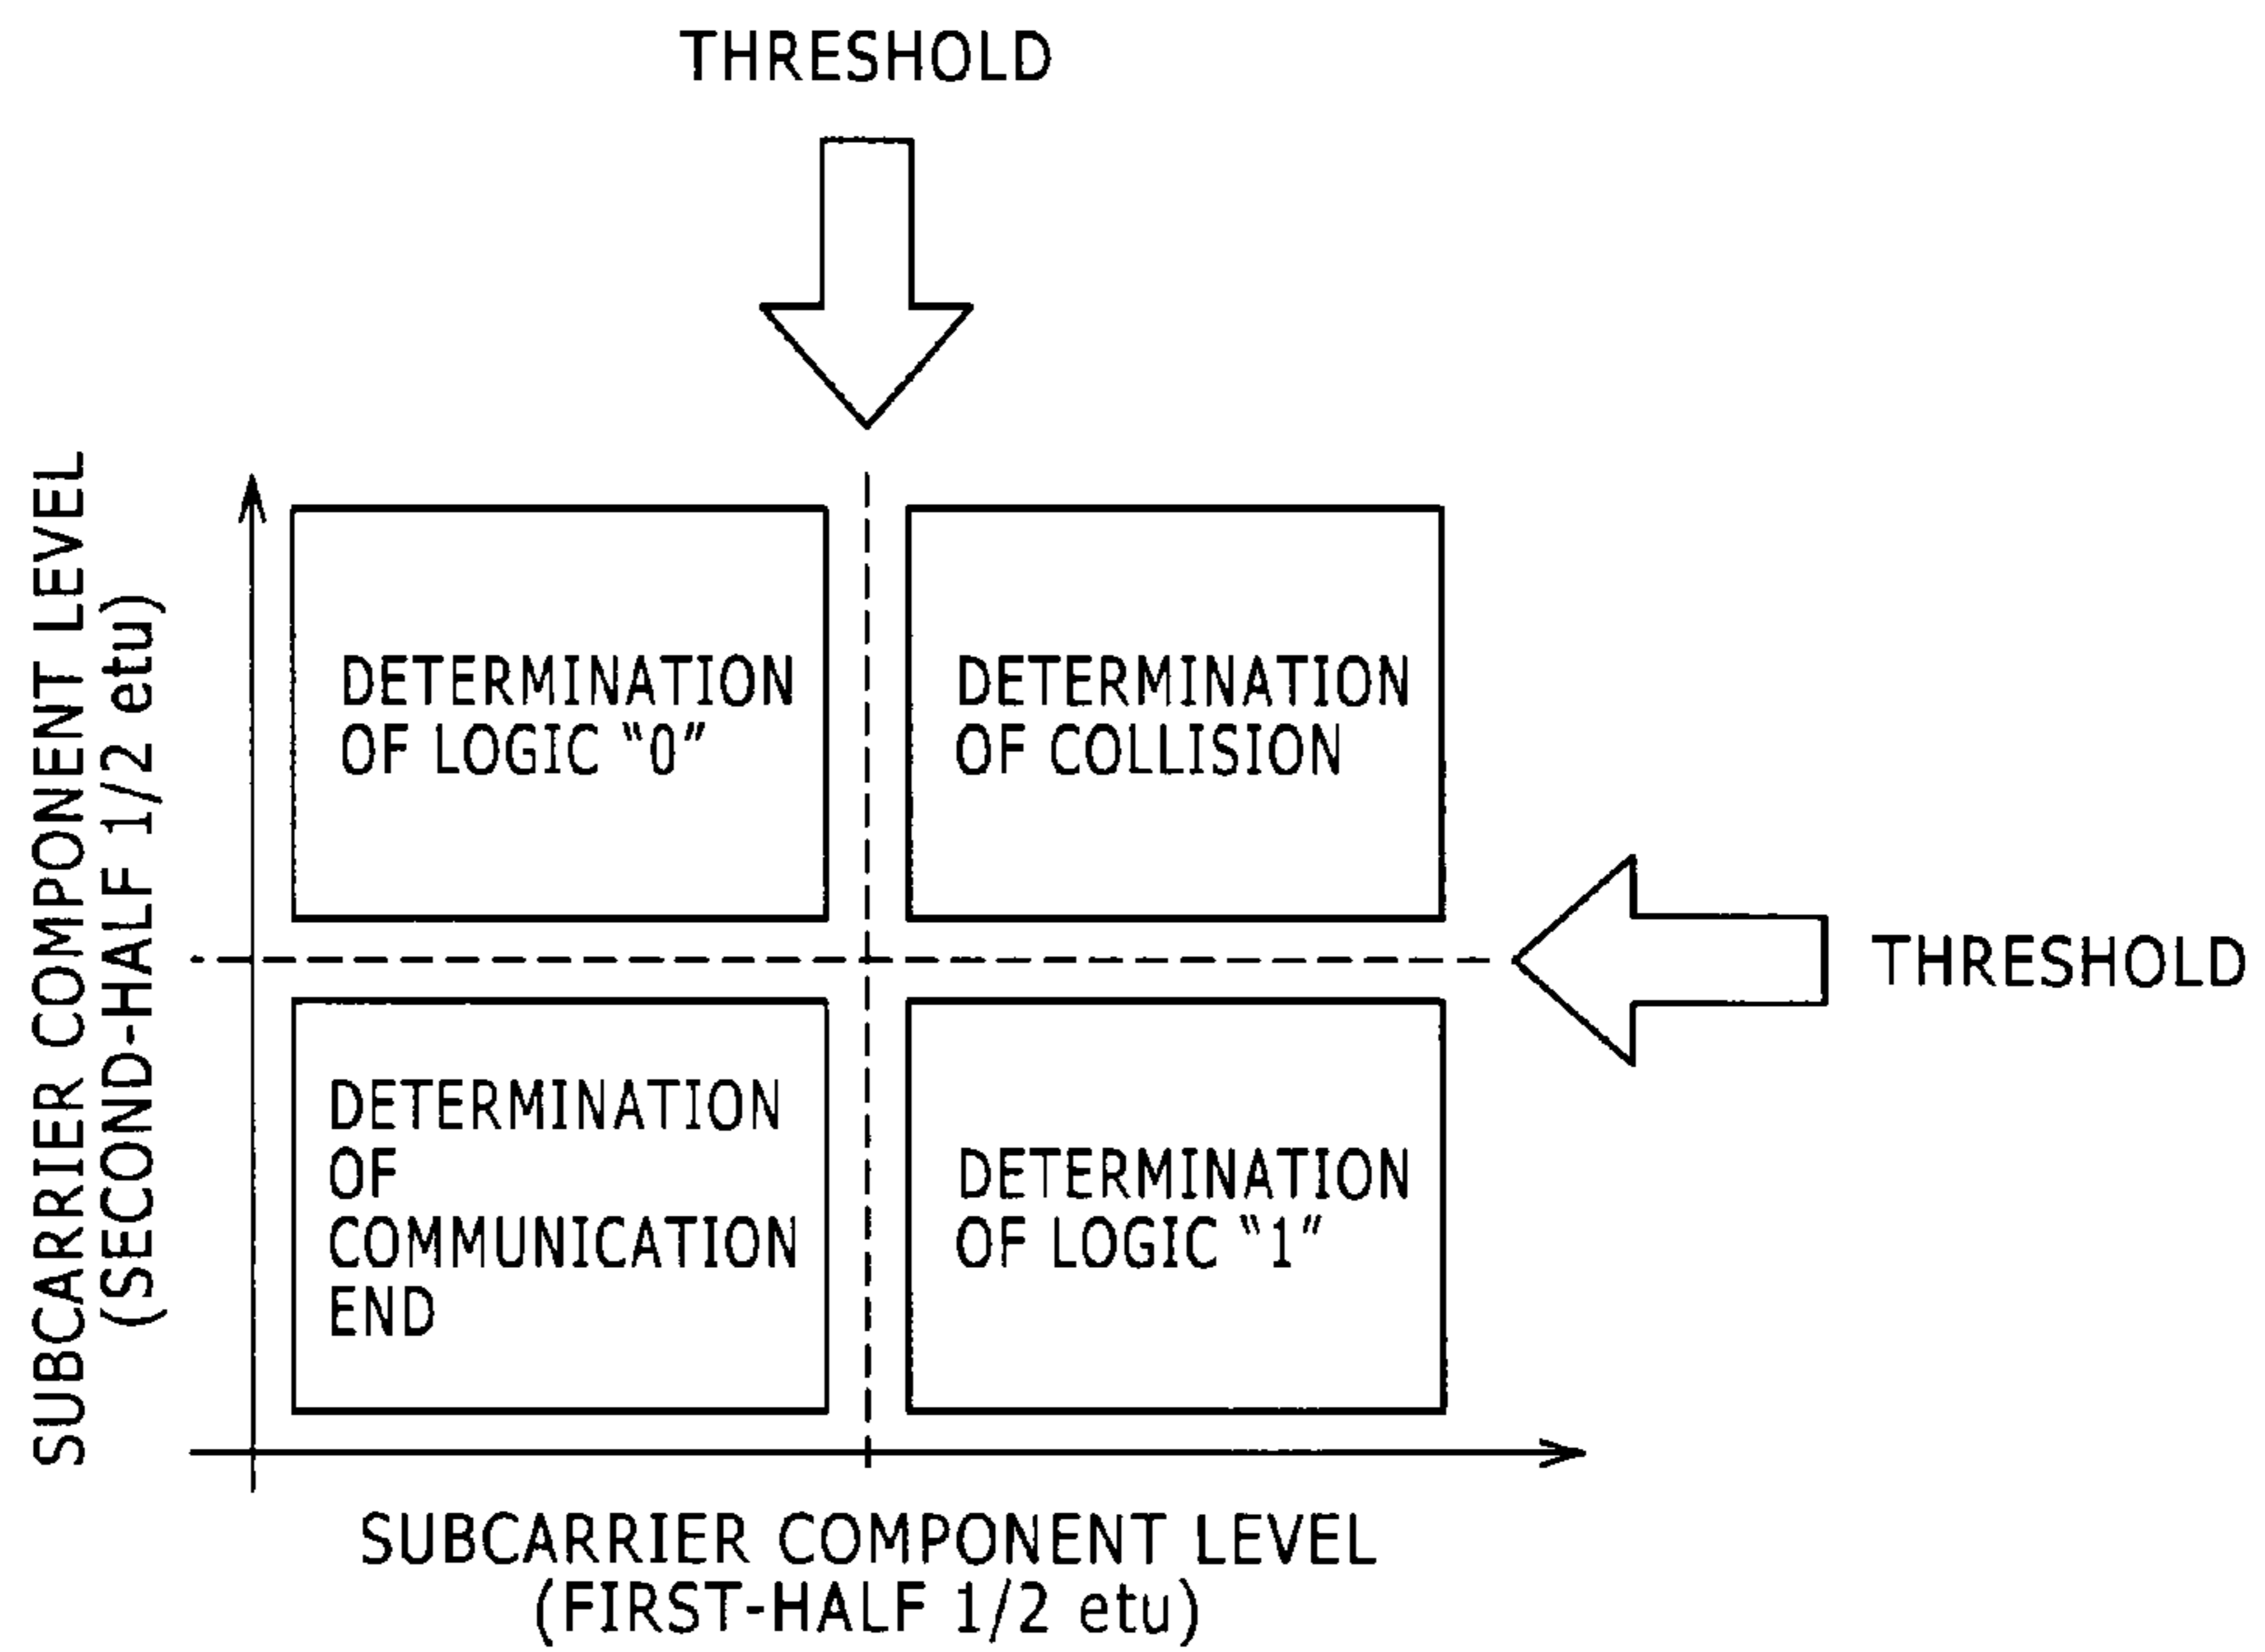 THRESHOLD
SUBCARRIER COMPONENT LEVEL
(SECOND-HALF 1/2 etu)
DETERMINATION
OF LOGIC “0”
DETERMINATION
OF COLLISION
THRESHOLD
DETERMINATION
OF
COMMUNICATION
END
DETERMINATION
OF LOGIC “1”
SUBCARRIER COMPONENT LEVEL
(FIRST-HALF 1/2 etu)